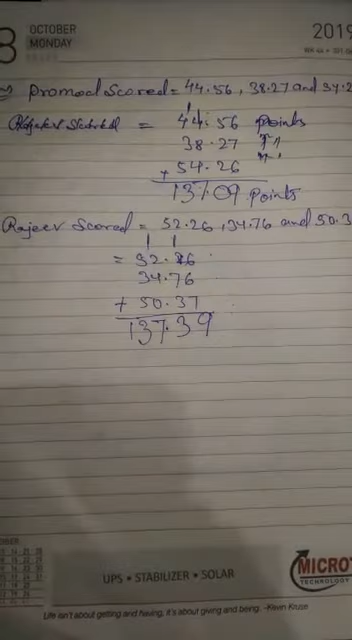 OCTOBER
MONDAY
2019
Promod Scored = 44.56, 38.27 and 54.2
= 44.56 Points
38.27 "
+ 54.26 "
137.09 Points
Rajeev Scored = 52.26, 34.76 and 50.3
= 52.26
34.76
+ 50.37
137.39
UPS • STABILIZER • SOLAR
MICROT
TECHNOLOGY
Life isn't about getting and having, it's about giving and being. -Kevin Kruse